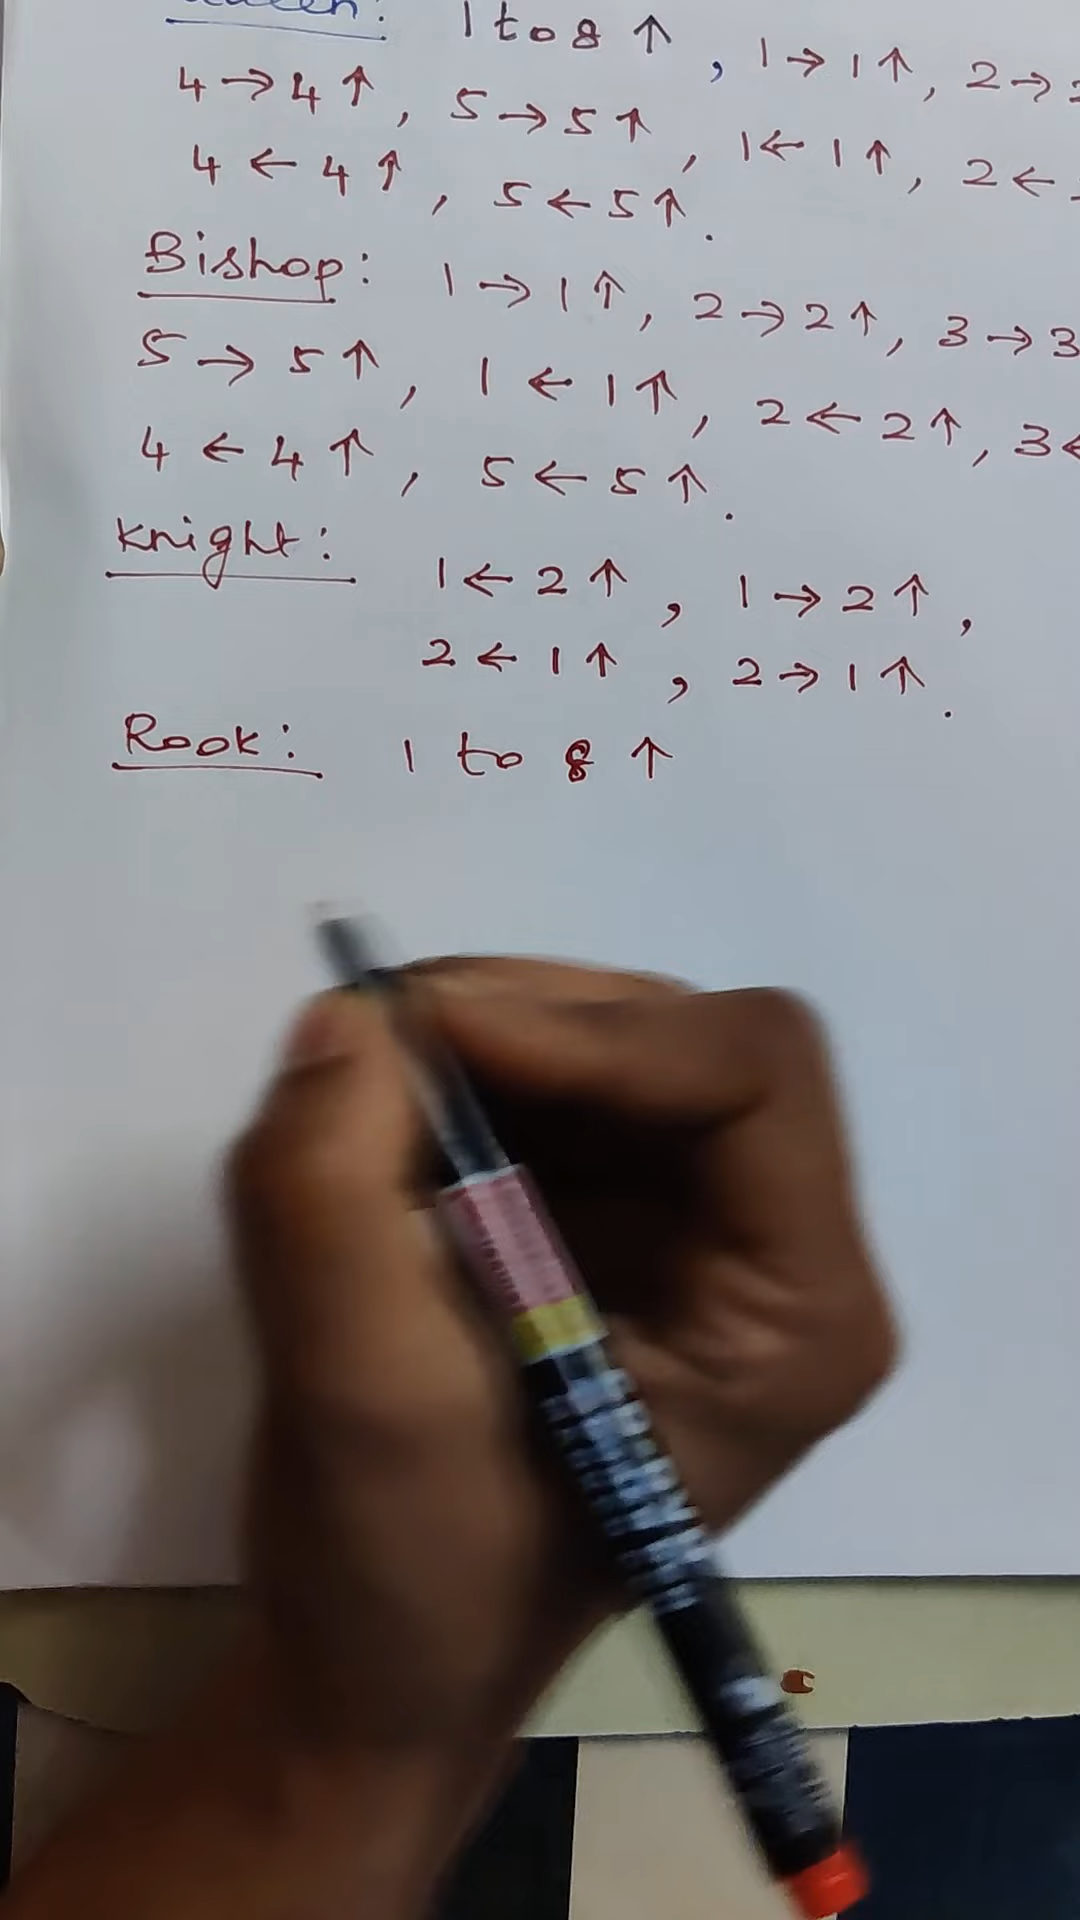 1 to 8 ↑ , 1 → 1 ↑ , 2 →
4 → 4 ↑ , 5 → 5 ↑ , 1 ← 1 ↑ , 2 ←
4 ← 4 ↑ , 5 ← 5 ↑ .
Bishop: 1 → 1 ↑ , 2 → 2 ↑ , 3 → 3
5 → 5 ↑ , 1 ← 1 ↑ , 2 ← 2 ↑ , 3 ←
4 ← 4 ↑ , 5 ← 5 ↑ .
Knight: 1 ← 2 ↑ , 1 → 2 ↑ ,
2 ← 1 ↑ , 2 → 1 ↑ .
Rook: 1 to 8 ↑